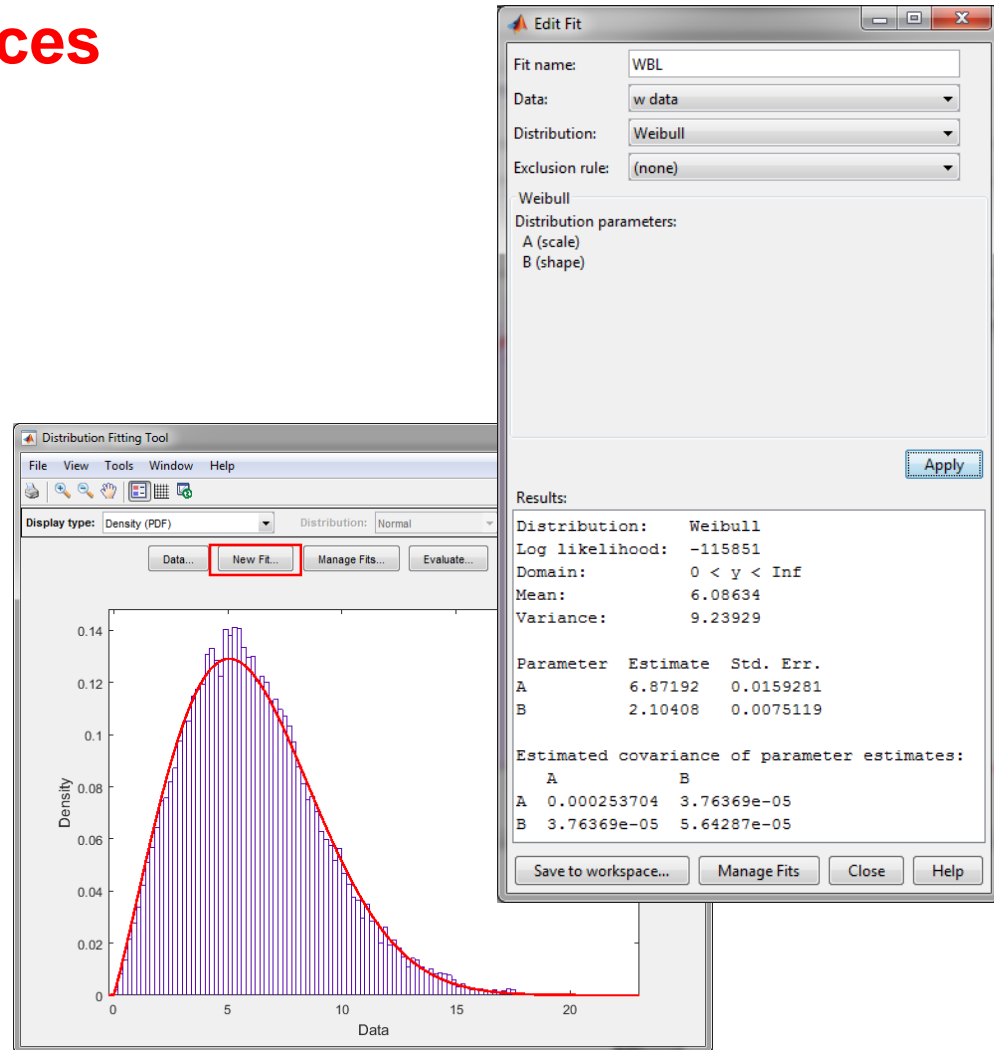 ces
Edit Fit
Fit name: WBL
Data: w data
Distribution: Weibull
Exclusion rule: (none)
Weibull
Distribution parameters:
A (scale)
B (shape)
Apply
Results:
Distribution: Weibull
Log likelihood: -115851
Domain: 0 < y < Inf
Mean: 6.08634
Variance: 9.23929
Parameter Estimate Std. Err.
A 6.87192 0.0159281
B 2.10408 0.0075119
Estimated covariance of parameter estimates:
A B
A 0.000253704 3.76369e-05
B 3.76369e-05 5.64287e-05
Save to workspace... Manage Fits Close Help
Distribution Fitting Tool
File View Tools Window Help
Display type: Density (PDF) Distribution: Normal
Data... New Fit... Manage Fits... Evaluate...
0.14
0.12
0.1
0.08
0.06
0.04
0.02
0
Density
0 5 10 15 20
Data